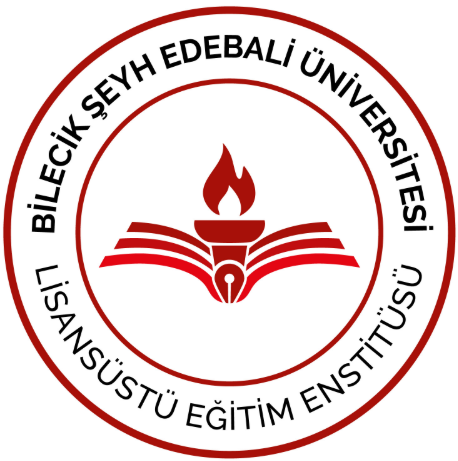 BİLECİK ŞEYH EDEBALİ ÜNİVERSİTESİ
LİSANSÜSTÜ EĞİTİM ENSTİTÜSÜ